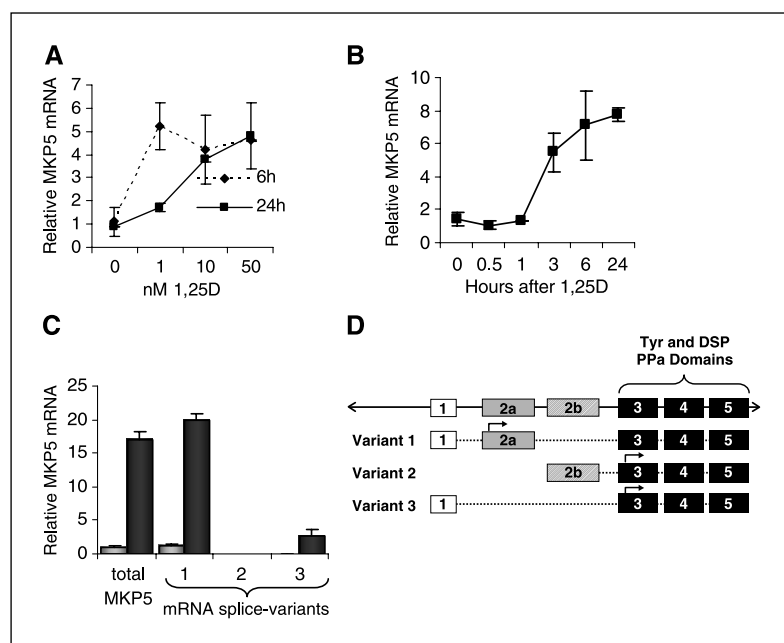 A
Relative MKP5 mRNA
7
6
5
4
3
2
1
0
0 1 10 50
nM 1,25D
6h
24h
B
Relative MKP5 mRNA
10
8
6
4
2
0
0 0.5 1 3 6 24
Hours after 1,25D
C
Relative MKP5 mRNA
25
20
15
10
5
0
total
MKP5
1 2 3
mRNA splice-variants
D
Tyr and DSP
PPa Domains
1 2a 2b 3 4 5
Variant 1 1 2a 3 4 5
Variant 2 2b 3 4 5
Variant 3 1 3 4 5